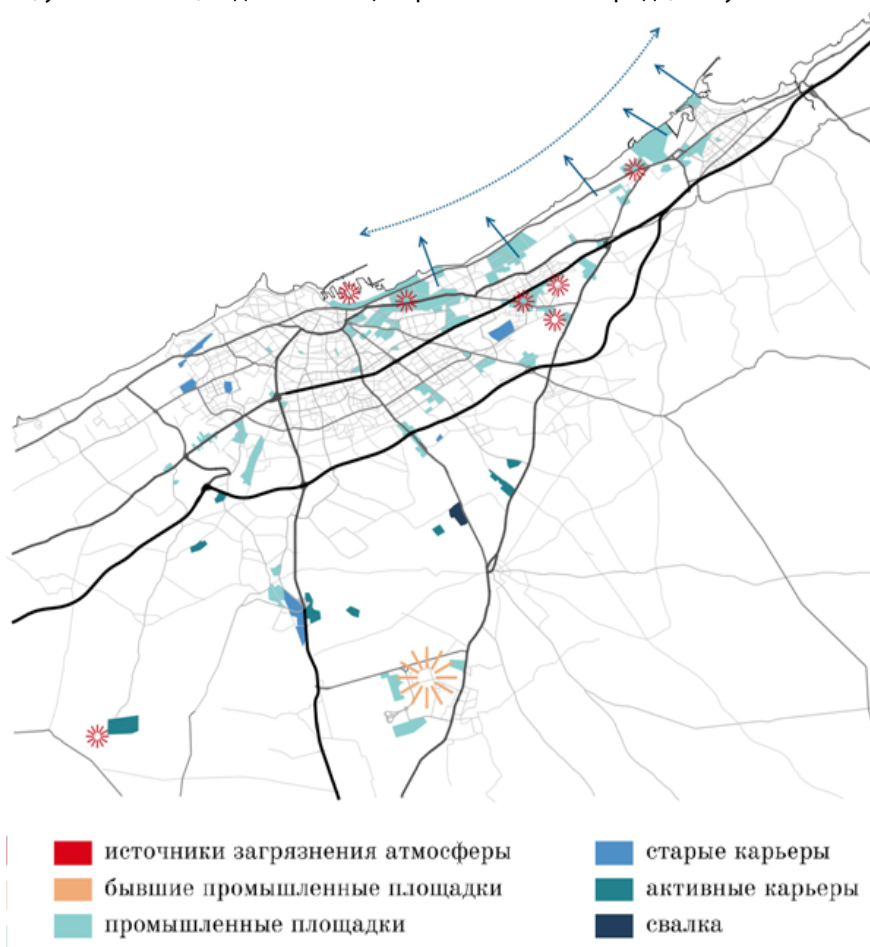 источники загрязнения атмосферы
бывшие промышленные площадки
промышленные площадки
старые карьеры
активные карьеры
свалка